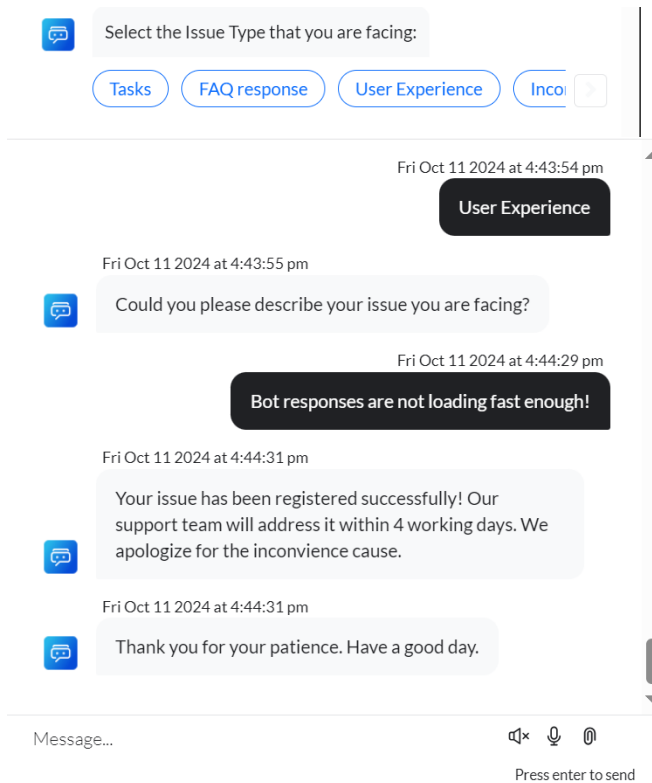 Select the Issue Type that you are facing:
Tasks
FAQ response
User Experience
Fri Oct 11 2024 at 4:43:54 pm
User Experience
Fri Oct 11 2024 at 4:43:55 pm
Could you please describe your issue you are facing?
Fri Oct 11 2024 at 4:44:29 pm
Bot responses are not loading fast enough!
Fri Oct 11 2024 at 4:44:31 pm
Your issue has been registered successfully! Our
support team will address it within 4 working days. We
apologize for the inconvience cause.
Fri Oct 11 2024 at 4:44:31 pm
Thank you for your patience. Have a good day.
Message...
Press enter to send